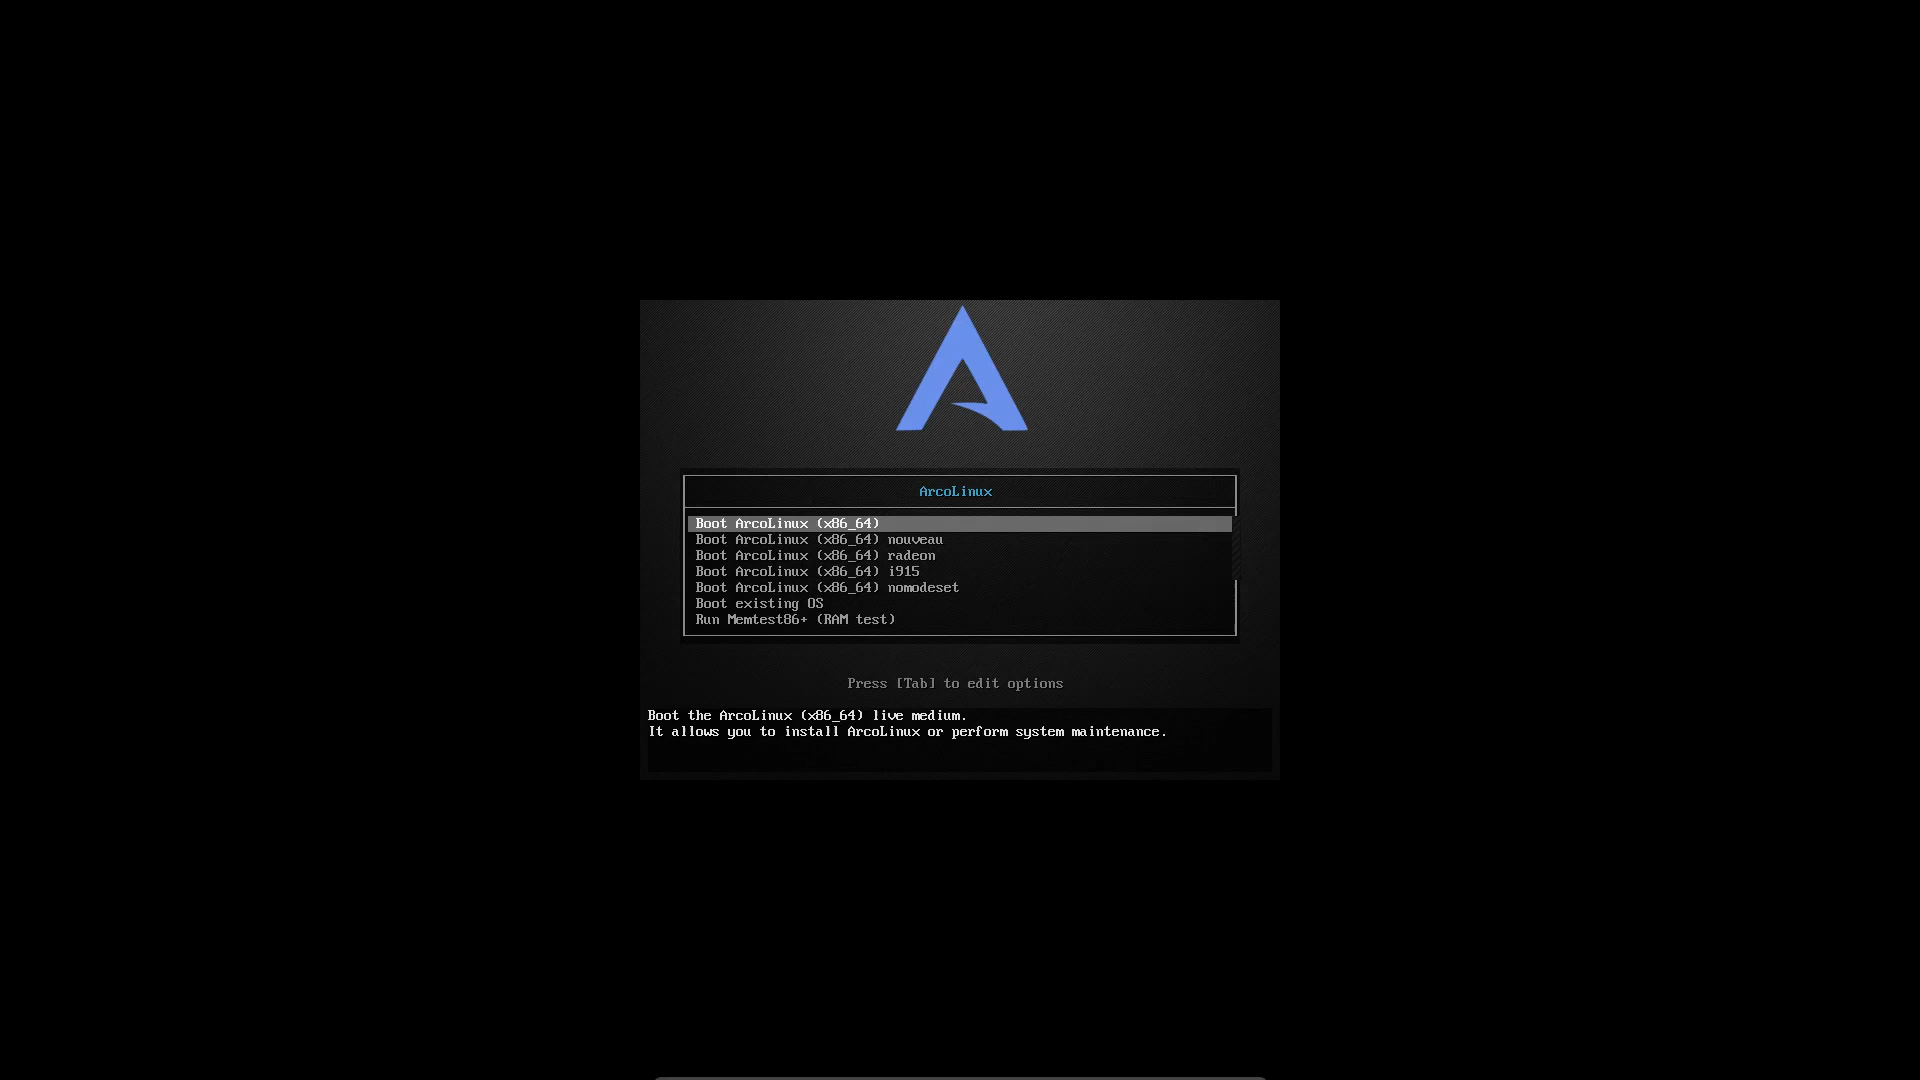 ArcoLinux
Boot ArcoLinux (x86_64)
Boot ArcoLinux (x86_64) nouveau
Boot ArcoLinux (x86_64) radeon
Boot ArcoLinux (x86_64) i915
Boot ArcoLinux (x86_64) nomodeset
Boot existing OS
Run Memtest86+ (RAM test)
Press [Tab] to edit options
Boot the ArcoLinux (x86_64) live medium.
It allows you to install ArcoLinux or perform system maintenance.